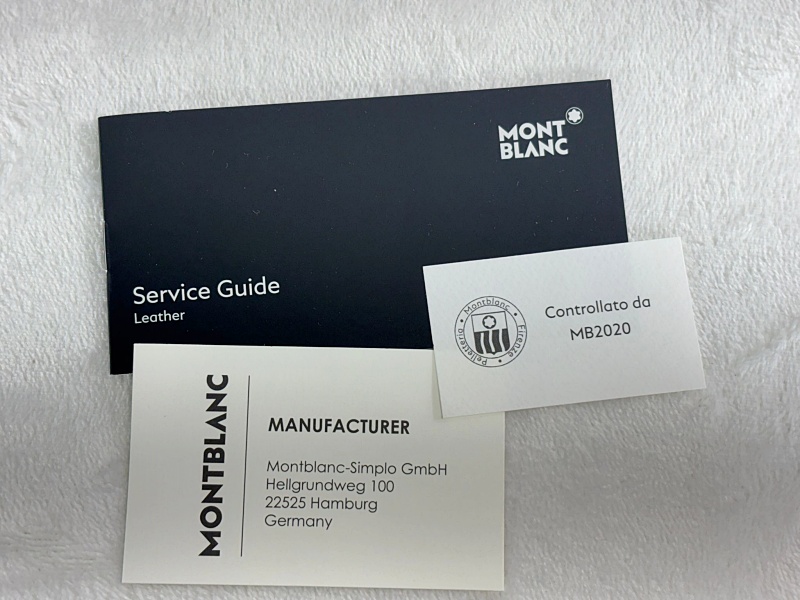 MONT
BLANC
Service Guide
Leather
Montblanc
Firenze
Pelletteria
Controllato da
MB2020
MONTBLANC
MANUFACTURER
Montblanc-Simplo GmbH
Hellgrundweg 100
22525 Hamburg
Germany